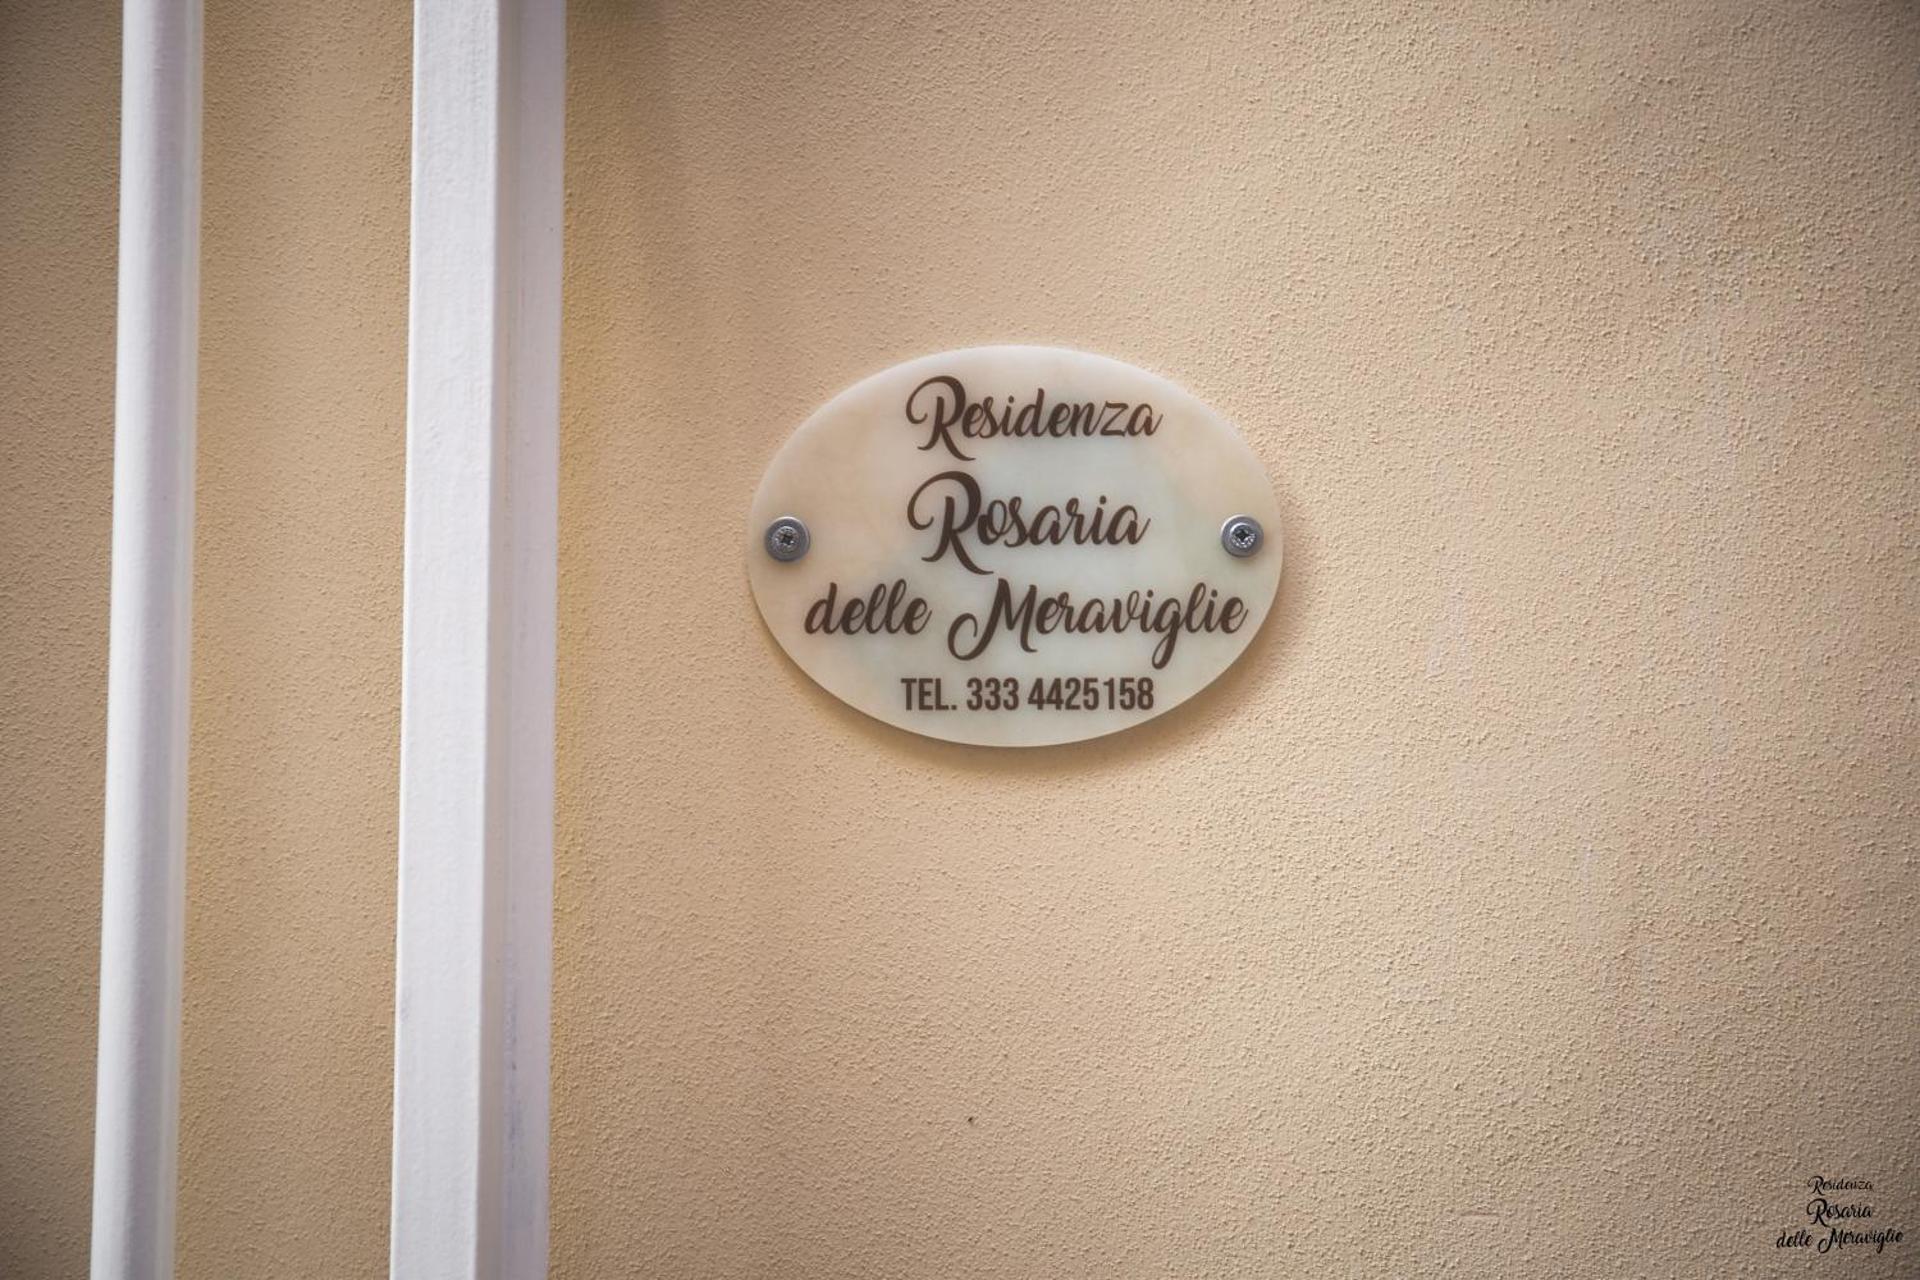 Residenza
Rosaria
delle Meraviglie
TEL. 333 4425158
Residenza
Rosaria
delle Meraviglie